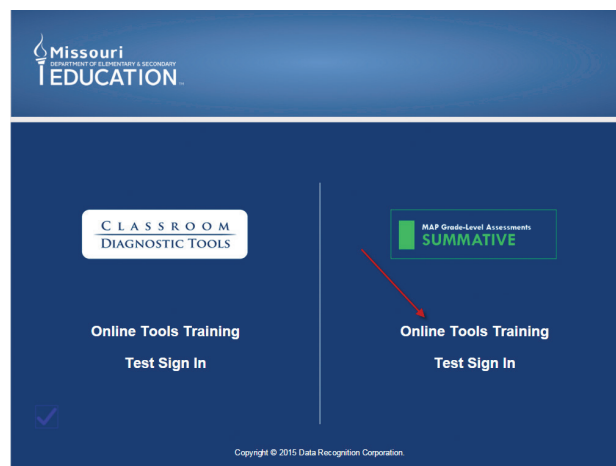 Missouri
DEPARTMENT OF ELEMENTARY & SECONDARY
EDUCATION
CLASSROOM
DIAGNOSTIC TOOLS
Online Tools Training
Test Sign In
MAP Grade-Level Assessments
SUMMATIVE
Online Tools Training
Test Sign In
Copyright © 2015 Data Recognition Corporation.